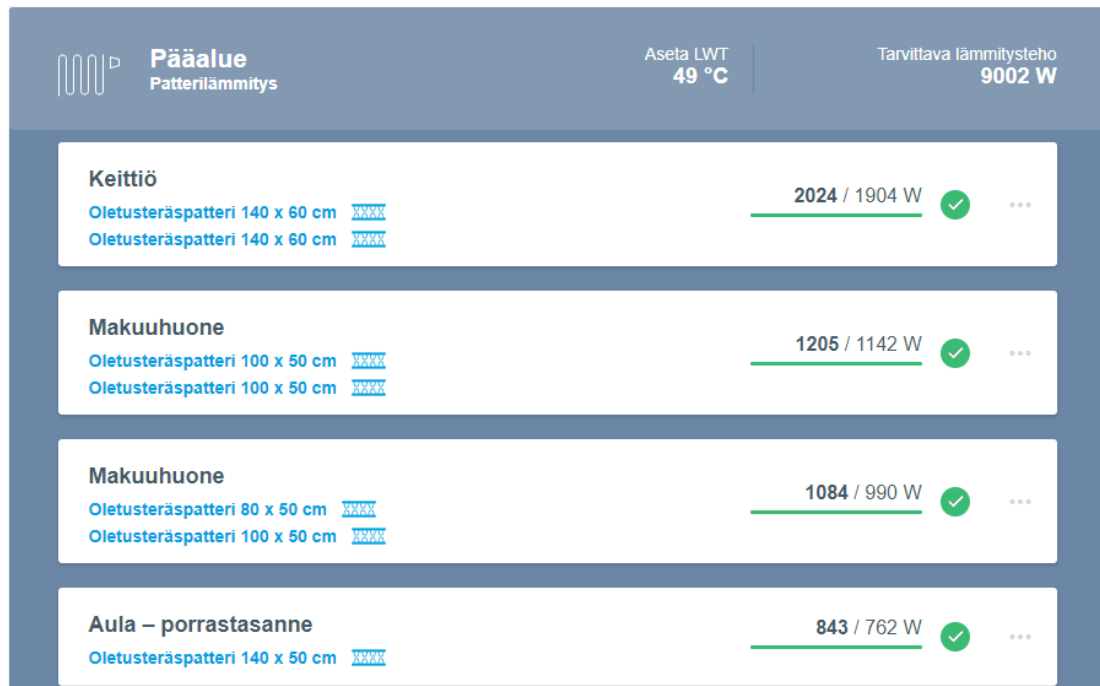 Pääalue
Patterilämmitys
Aseta LWT
49 °C
Tarvittava lämmitysteho
9002 W
Keittiö
Oletusteräspatteri 140 x 60 cm
Oletusteräspatteri 140 x 60 cm
2024 / 1904 W
Makuuhuone
Oletusteräspatteri 100 x 50 cm
Oletusteräspatteri 100 x 50 cm
1205 / 1142 W
Makuuhuone
Oletusteräspatteri 80 x 50 cm
Oletusteräspatteri 100 x 50 cm
1084 / 990 W
Aula – porrastasanne
Oletusteräspatteri 140 x 50 cm
843 / 762 W